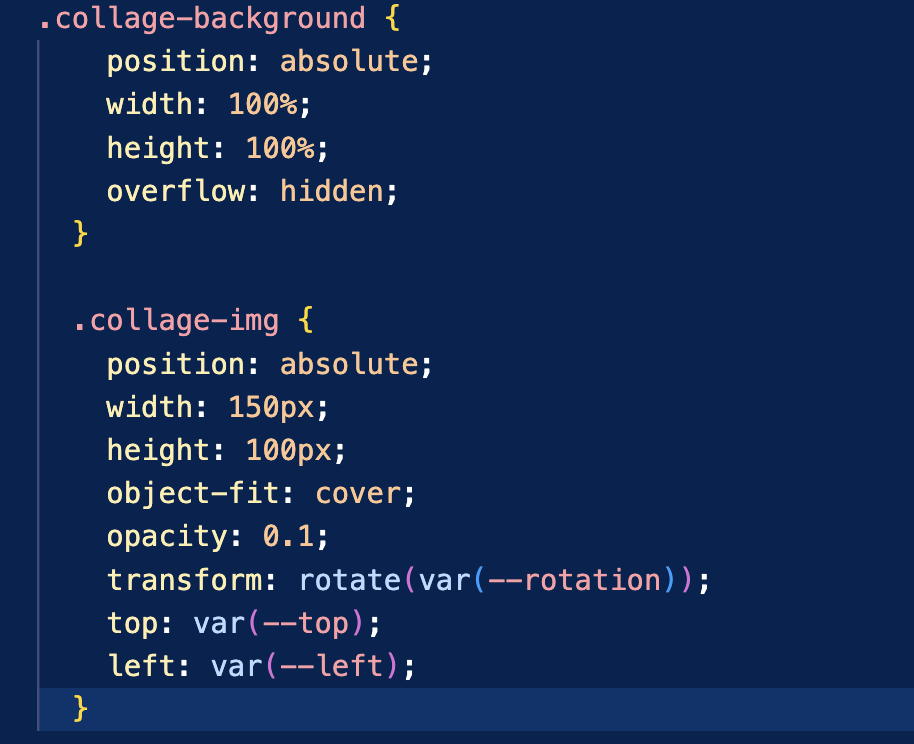 .collage-background {
position: absolute;
width: 100%;
height: 100%;
overflow: hidden;
}
.collage-img {
position: absolute;
width: 150px;
height: 100px;
object-fit: cover;
opacity: 0.1;
transform: rotate(var(--rotation));
top: var(--top);
left: var(--left);
}